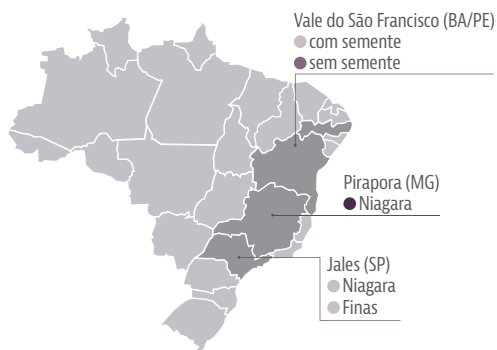 Vale do São Francisco (BA/PE)
com semente
sem semente
Pirapora (MG)
Niagara
Jales (SP)
Niagara
Finas